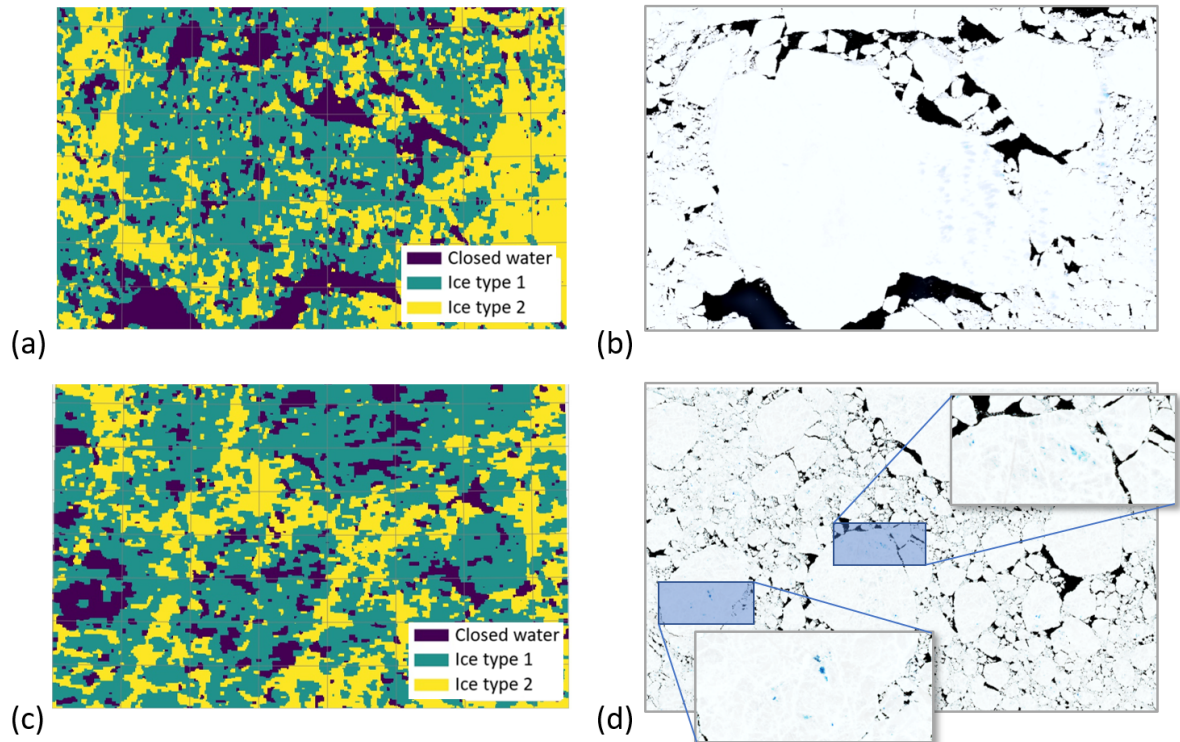 Closed water
Ice type 1
Ice type 2
(a)
(b)
Closed water
Ice type 1
Ice type 2
(c)
(d)